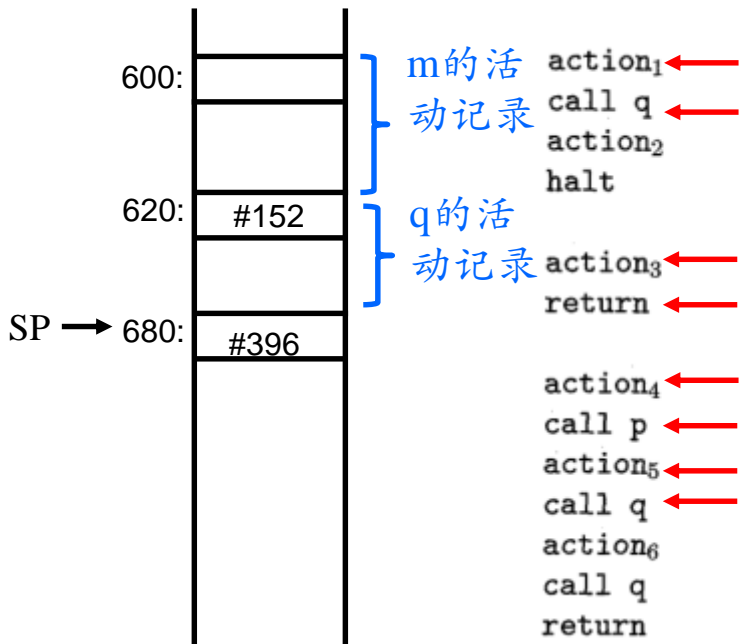 600:
m的活
动记录
620:
#152
q的活
动记录
SP
680:
#396
action₁
call q
action₂
halt
action₃
return
action₄
call p
action₅
call q
action₆
call q
return